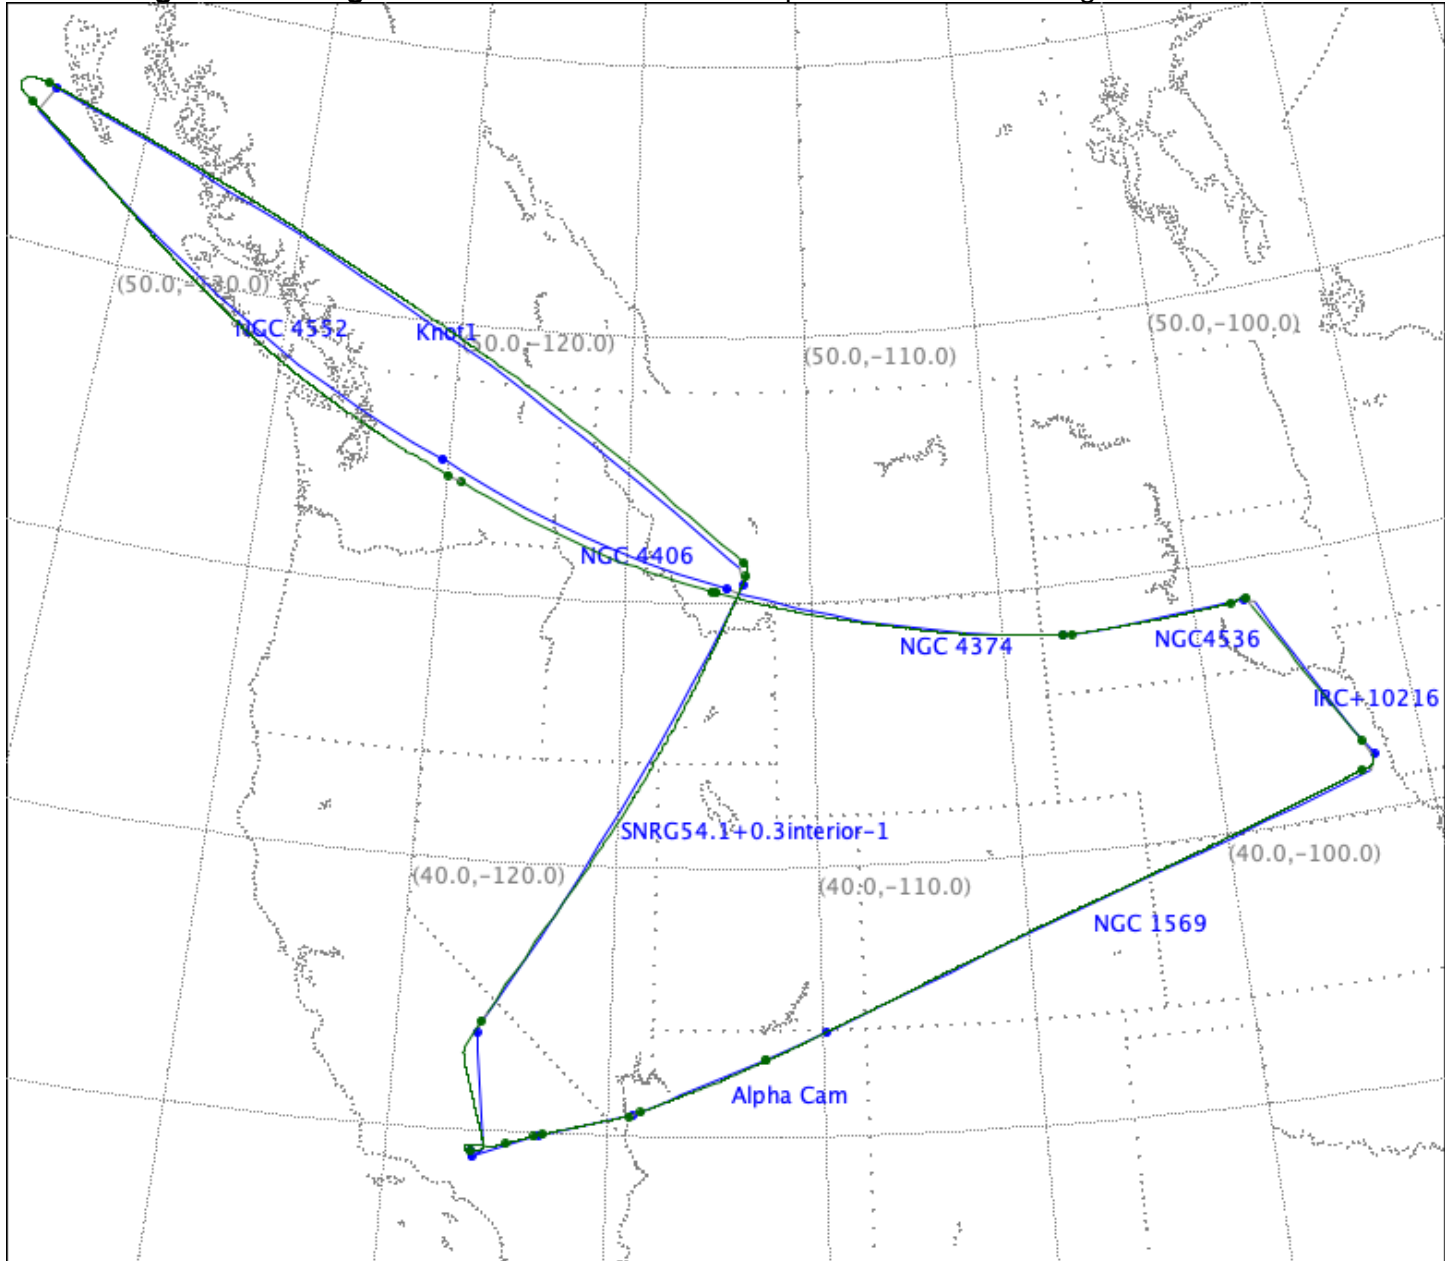 (50.0,-130.0)
NGC 4552
Knot1
(50.0,-120.0)
(50.0,-110.0)
(50.0,-100.0)
NGC 4406
NGC 4374
NGC4536
IRC+10216
SNRG54.1+0.3interior-1
(40.0,-120.0)
(40.0,-110.0)
(40.0,-100.0)
NGC 1569
Alpha Cam